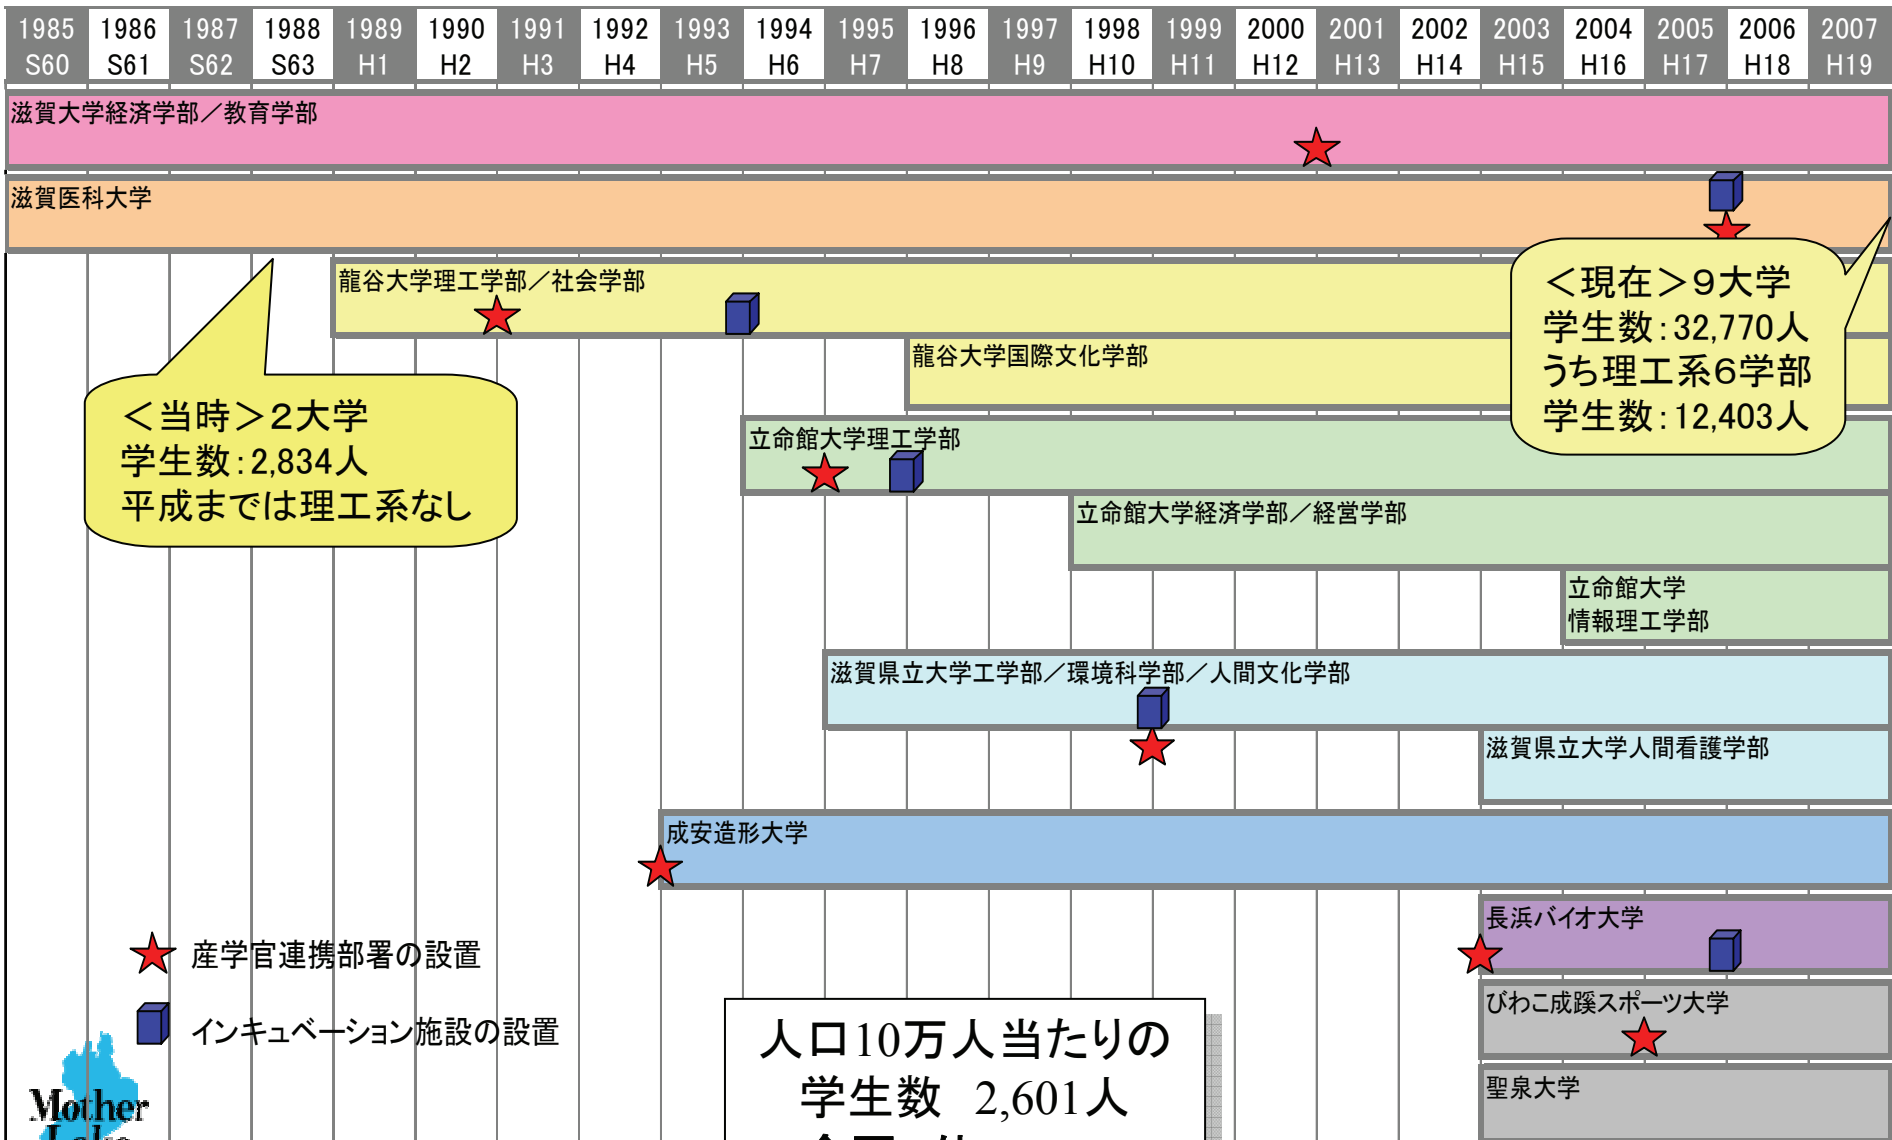 1985 1986 1987 1988 1989 1990 1991 1992 1993 1994 1995 1996 1997 1998 1999 2000 2001 2002 2003 2004 2005 2006 2007
S60 S61 S62 S63 H1 H2 H3 H4 H5 H6 H7 H8 H9 H10 H11 H12 H13 H14 H15 H16 H17 H18 H19
滋賀大学経済学部／教育学部
滋賀医科大学
龍谷大学理工学部／社会学部
＜現在＞９大学
学生数：32,770人
うち理工系６学部
学生数：12,403人
龍谷大学国際文化学部
＜当時＞２大学
学生数：2,834人
平成までは理工系なし
立命館大学理工学部
立命館大学経済学部／経営学部
立命館大学
情報理工学部
滋賀県立大学工学部／環境科学部／人間文化学部
滋賀県立大学人間看護学部
成安造形大学
長浜バイオ大学
びわこ成蹊スポーツ大学
聖泉大学
産学官連携部署の設置
インキュベーション施設の設置
人口10万人当たりの
学生数　2,601人
Mother
Lake